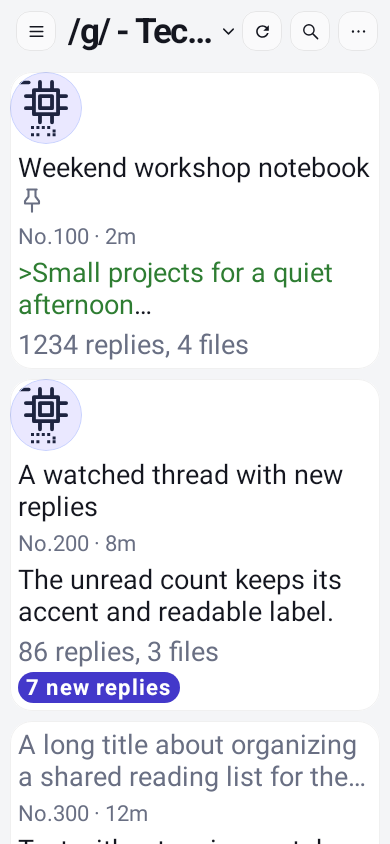 /g/ - Tec...
Weekend workshop notebook
No.100 · 2m
>Small projects for a quiet
afternoon...
1234 replies, 4 files
A watched thread with new
replies
No.200 · 8m
The unread count keeps its
accent and readable label.
86 replies, 3 files
7 new replies
A long title about organizing
a shared reading list for the...
No.300 · 12m